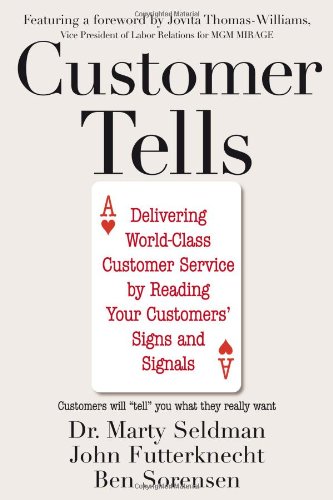 Featuring a foreword by Jovita Thomas-Williams,
Vice President of Labor Relations for MGM MIRAGE
Customer
Tells
A
Delivering
World-Class
Customer Service
by Reading
Your Customers'
Signs and
Signals
A
Customers will "tell" you what they really want
Dr. Marty Seldman
John Futterknecht
Ben Sorensen